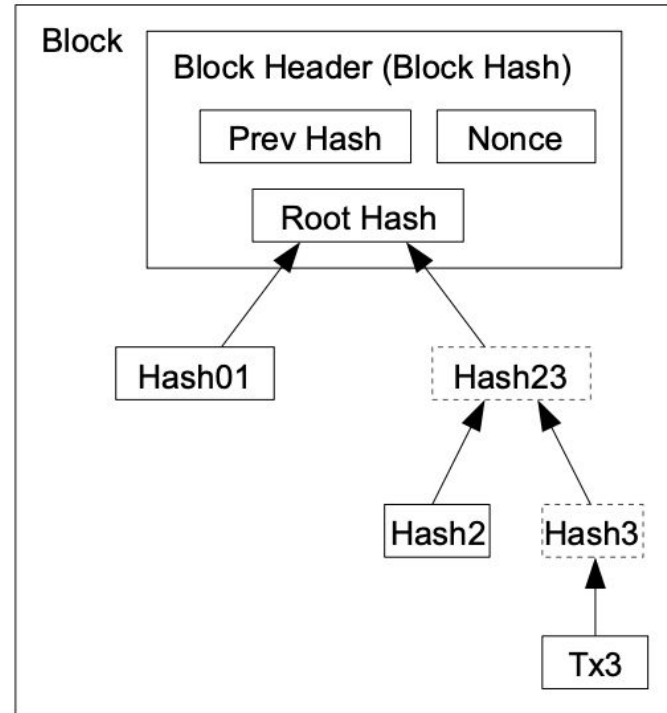 Block
Block Header (Block Hash)
Prev Hash
Nonce
Root Hash
Hash01
Hash23
Hash2
Hash3
Tx3